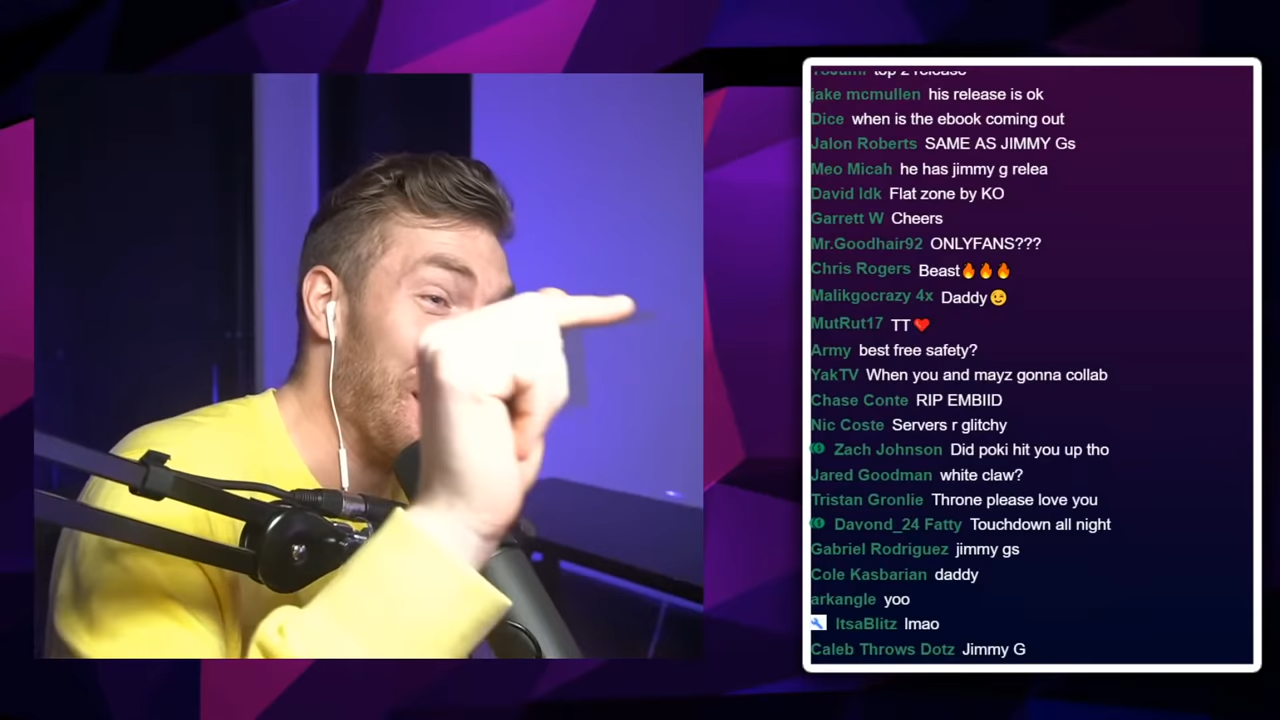 top 2 release
jake mcmullen his release is ok
Dice when is the ebook coming out
Jalon Roberts SAME AS JIMMY Gs
Meo Micah he has jimmy g relea
David Idk Flat zone by KO
Garrett W Cheers
Mr.Goodhair92 ONLYFANS???
Chris Rogers Beast🔥🔥🔥
Malikgocrazy 4x Daddy😉
MutRut17 TT❤️
Army best free safety?
YakTV When you and mayz gonna collab
Chase Conte RIP EMBIID
Nic Coste Servers r glitchy
Zach Johnson Did poki hit you up tho
Jared Goodman white claw?
Tristan Gronlie Throne please love you
Davond_24 Fatty Touchdown all night
Gabriel Rodriguez jimmy gs
Cole Kasbarian daddy
arkangle yoo
ItsaBlitz lmao
Caleb Throws Dotz Jimmy G